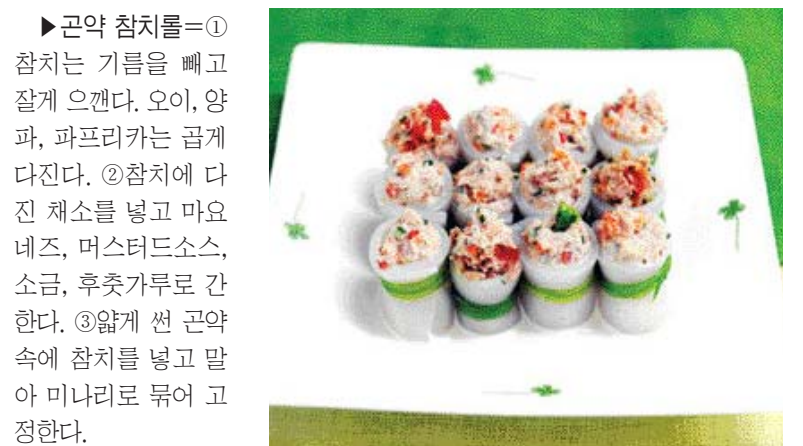 ▶곤약 참치롤=①
참치는 기름을 빼고
잘게 으깬다. 오이, 양
파, 파프리카는 곱게
다진다. ②참치에 다
진 채소를 넣고 마요
네즈, 머스터드소스,
소금, 후춧가루로 간
한다. ③얇게 썬 곤약
속에 참치를 넣고 말
아 미나리로 묶어 고
정한다.